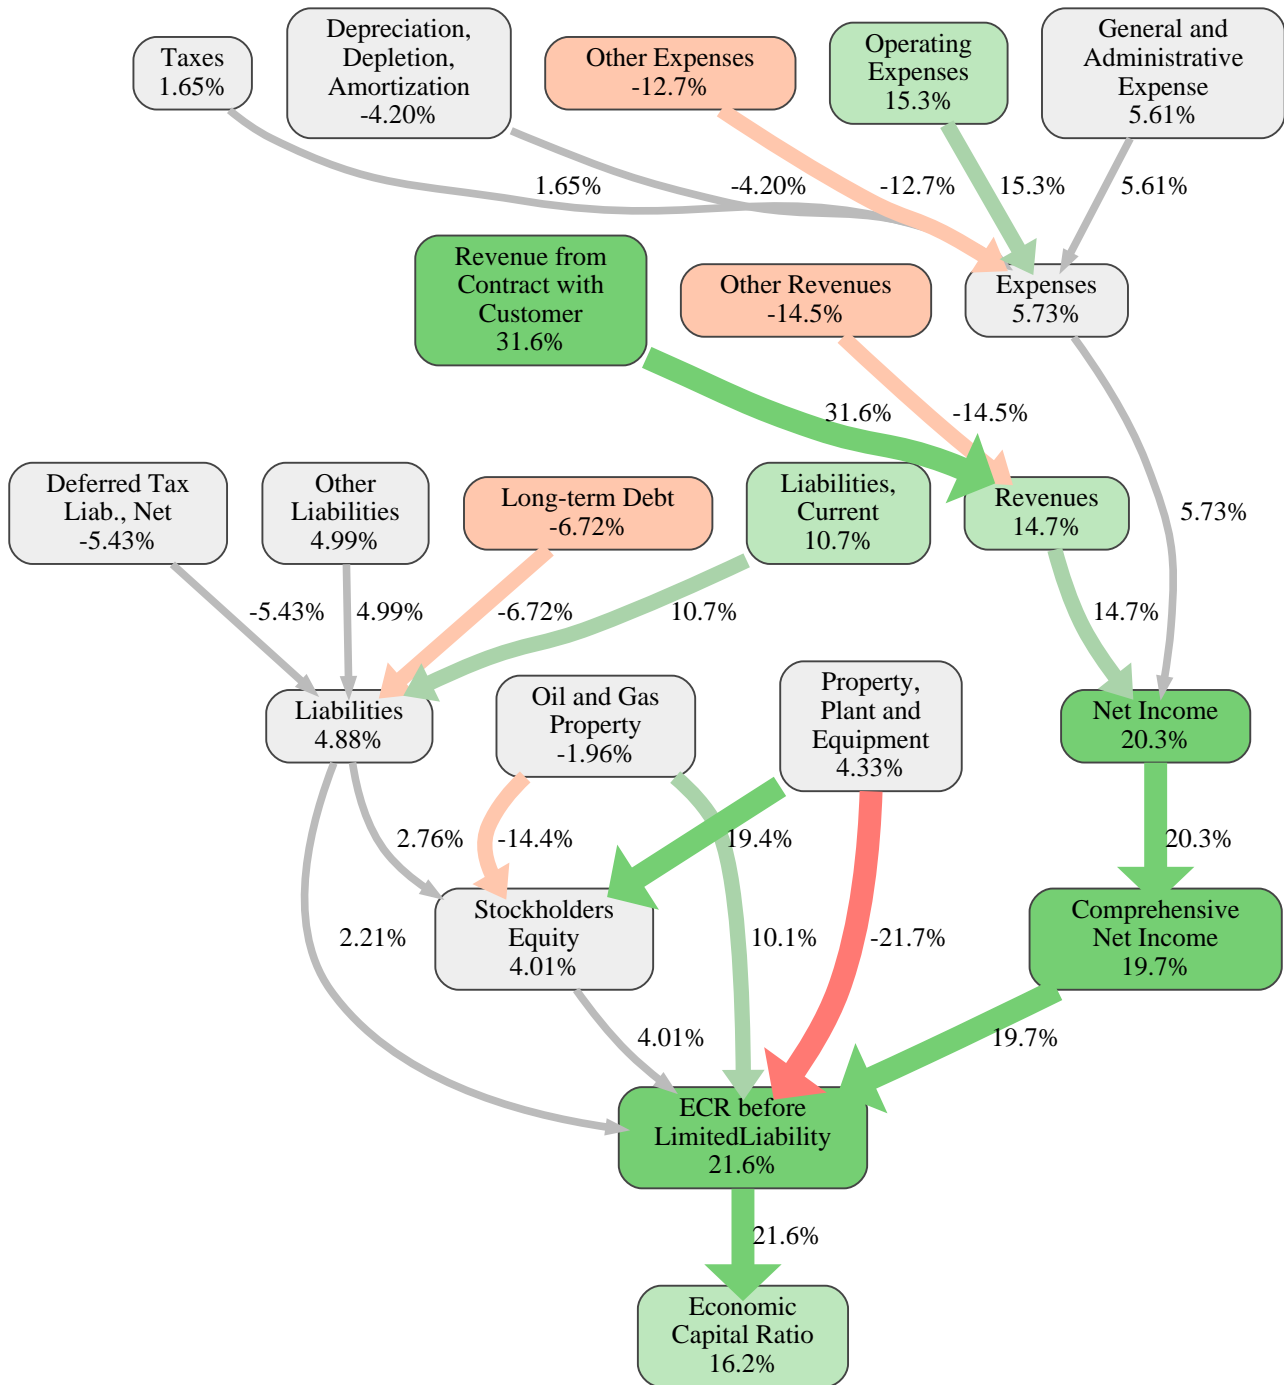 Taxes
1.65%
Depreciation,
Depletion,
Amortization
-4.20%
Other Expenses
-12.7%
Operating
Expenses
15.3%
General and
Administrative
Expense
5.61%
1.65%
-4.20%
-12.7%
15.3%
5.61%
Revenue from
Contract with
Customer
31.6%
Other Revenues
-14.5%
Expenses
5.73%
31.6%
-14.5%
5.73%
Deferred Tax
Liab., Net
-5.43%
Other
Liabilities
4.99%
Long-term Debt
-6.72%
Liabilities,
Current
10.7%
Revenues
14.7%
-5.43%
4.99%
-6.72%
10.7%
14.7%
Liabilities
4.88%
Oil and Gas
Property
-1.96%
Property,
Plant and
Equipment
4.33%
Net Income
20.3%
2.76%
-14.4%
19.4%
20.3%
Stockholders
Equity
4.01%
Comprehensive
Net Income
19.7%
2.21%
10.1%
-21.7%
4.01%
19.7%
ECR before
LimitedLiability
21.6%
21.6%
Economic
Capital Ratio
16.2%